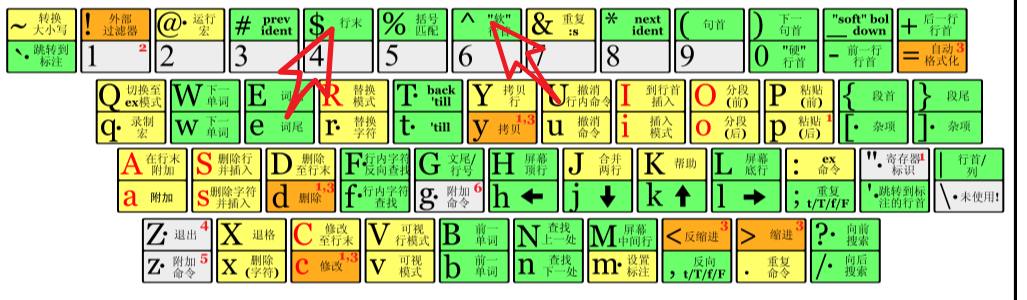 ~ 转换 大小写 ! 外部 过滤器 @· 运行 宏 # prev ident $ 行末 % 括号 匹配 ^ "软" & 重复 :s * next ident ( 句首 ) 下一 句首 "soft" bol down + 后一行 行首
`· 跳转到 标注 1 2 2 3 4 5 6 7 8 9 0 "硬" 行首 - 前一行 行首 = 自动 3 格式化
Q 切换至 ex模式 W 下一 单词 E R 替换 模式 T· back 'till Y 拷贝 行 U 撤消 行内命令 I 到行首 插入 O 分段 (前) P 粘贴 (前) { 段首 } 段尾
q· 录制 宏 w 下一 单词 e 词尾 r· 替换 字符 t· 'till y 拷贝 1,3 u 撤消 命令 i 插入 模式 o 分段 (后) p 粘贴 1 (后) [· 杂项 ]· 杂项
A 在行末 附加 S 删除行 并插入 D 删除 至行末 F· 行内字符 反向查找 G 文尾/ 行号 H 屏幕 顶行 J 合并 两行 K 帮助 L 屏幕 底行 : ex 命令 "· 寄存器 1 标识 | 行首/ 列
a 附加 s 删除字符 并插入 d 删除 1,3 f· 行内字符 查找 g· 附加 6 命令 h ← j ↓ k ↑ l → ; 重复 t/T/f/F '· 跳转到标 注的行首 \· 未使用!
Z· 退出 4 X 退格 C 修改 至行末 V 可视 行模式 B 前一 单词 N 查找 上一处 M 屏幕 中间行 < 反缩进 3 > 缩进 3 ?· 向前 搜索
z· 附加 5 命令 x 删除 (字符) c 修改 1,3 v 可视 模式 b 前一 单词 n 查找 下一处 m· 设置 标注 , 反向 t/T/f/F . 重复 命令 /· 向后 搜索